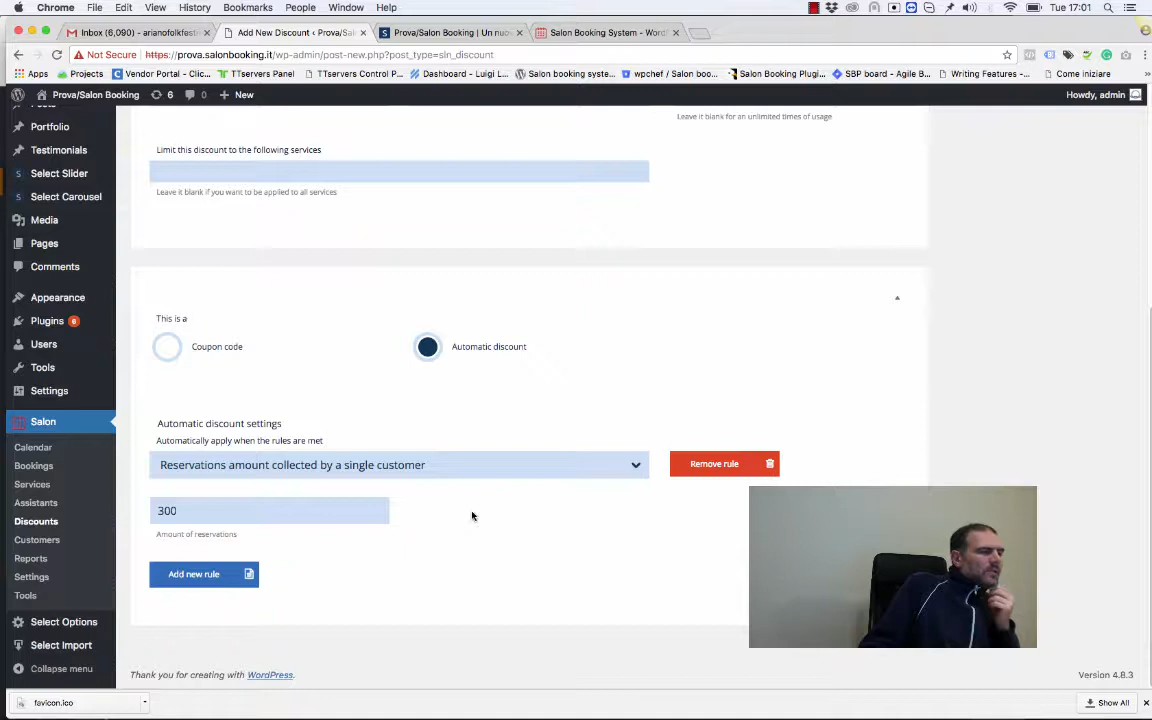 Chrome File Edit View History Bookmarks People Window Help Tue 17:01
Inbox (6,090) - arianofolkfest Add New Discount ‹ Prova/Sal Prova/Salon Booking | Un nuo Salon Booking System - Word
Not Secure https://prova.salonbooking.it/wp-admin/post-new.php?post_type=sln_discount
Apps Projects Vendor Portal - Clic... TTservers Panel TTservers Control P... Dashboard - Luigi L... Salon booking syste... wpchef / Salon boo... Salon Booking Plugi... SBP board - Agile B... Writing Features -... Come iniziare
Prova/Salon Booking 6 0 + New Howdy, admin
Posts
Portfolio
Testimonials
Select Slider
Select Carousel
Media
Pages
Comments
Appearance
Plugins 6
Users
Tools
Settings
Salon
Calendar
Bookings
Services
Assistants
Discounts
Customers
Reports
Settings
Tools
Select Options
Select Import
Collapse menu
Leave it blank for an unlimited times of usage
Limit this discount to the following services
Leave it blank if you want to be applied to all services
This is a
Coupon code Automatic discount
Automatic discount settings
Automatically apply when the rules are met
Reservations amount collected by a single customer Remove rule
300
Amount of reservations
Add new rule
Thank you for creating with WordPress. Version 4.8.3
favicon.ico Show All